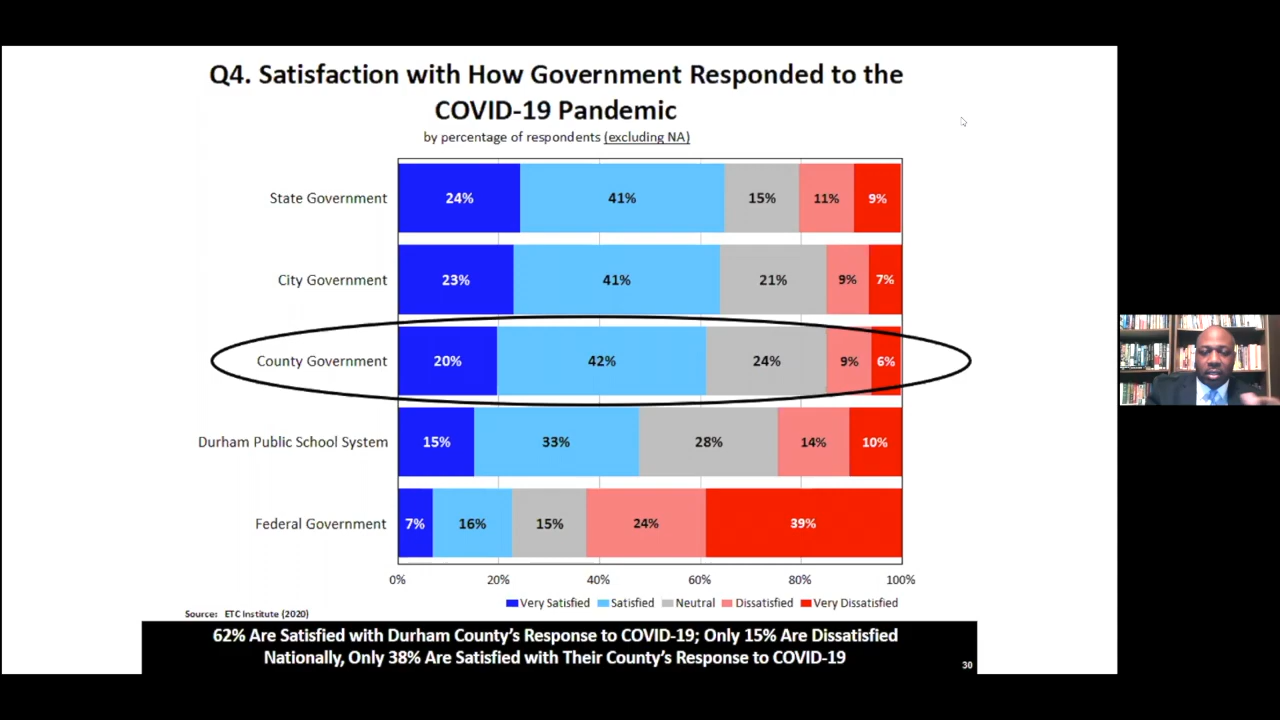 Q4. Satisfaction with How Government Responded to the
COVID-19 Pandemic
by percentage of respondents (excluding NA)
State Government 24% 41% 15% 11% 9%
City Government 23% 41% 21% 9% 7%
County Government 20% 42% 24% 9% 6%
Durham Public School System 15% 33% 28% 14% 10%
Federal Government 7% 16% 15% 24% 39%
0% 20% 40% 60% 80% 100%
Very Satisfied Satisfied Neutral Dissatisfied Very Dissatisfied
Source: ETC Institute (2020)
62% Are Satisfied with Durham County's Response to COVID-19; Only 15% Are Dissatisfied
Nationally, Only 38% Are Satisfied with Their County's Response to COVID-19
30